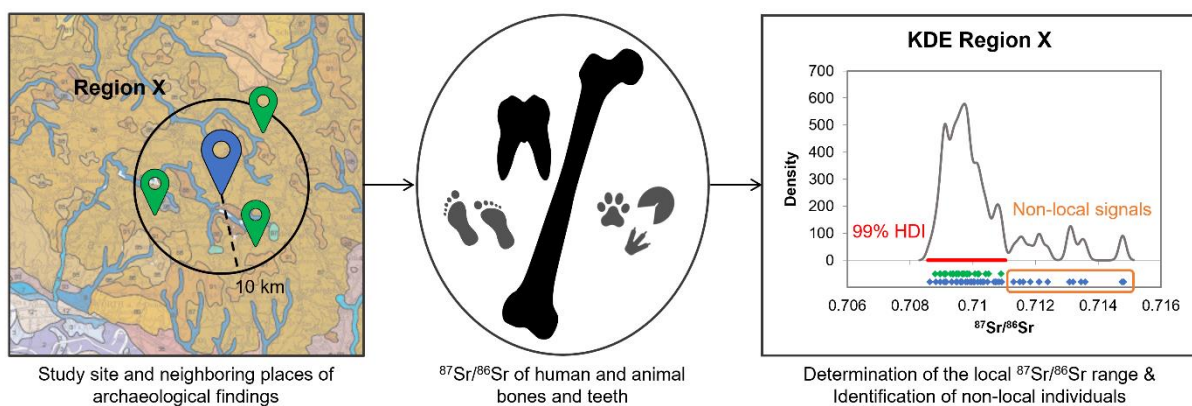 Region X
10 km
Study site and neighboring places of
archaeological findings
⁸⁷Sr/⁸⁶Sr of human and animal
bones and teeth
KDE Region X
Density
700
600
500
400
300
200
100
0
99% HDI
Non-local signals
0.706 0.708 0.71 0.712 0.714 0.716
⁸⁷Sr/⁸⁶Sr
Determination of the local ⁸⁷Sr/⁸⁶Sr range &
Identification of non-local individuals